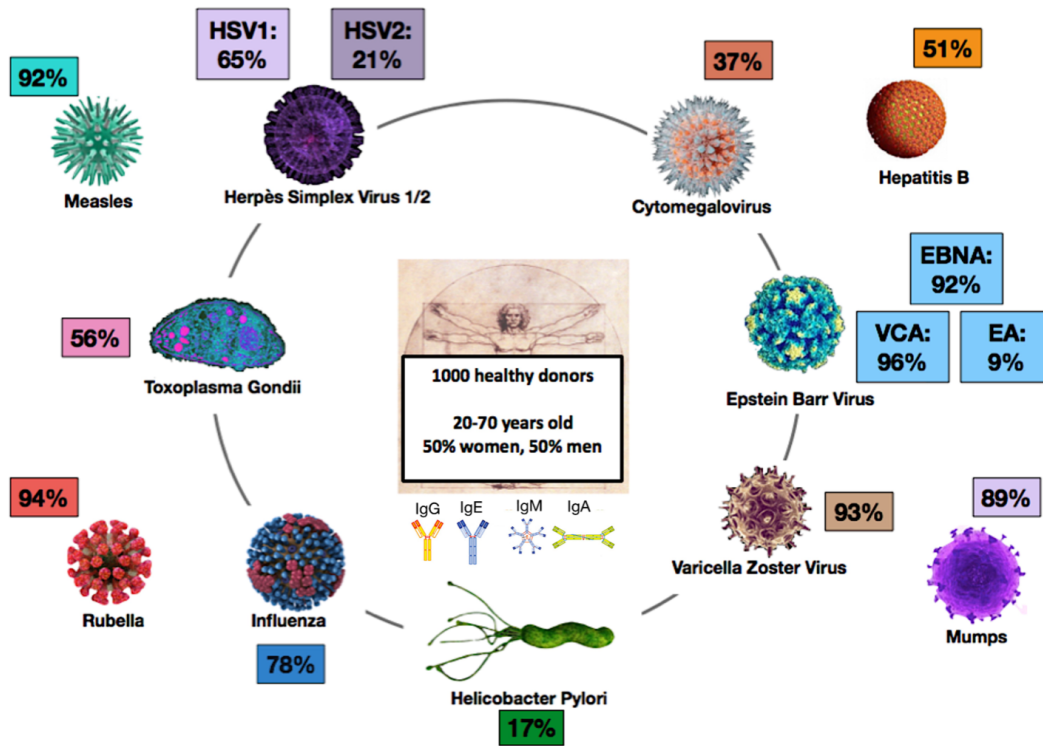 HSV1:
65%
HSV2:
21%
92%
Measles
Herpès Simplex Virus 1/2
37%
Cytomegalovirus
51%
Hepatitis B
56%
Toxoplasma Gondii
1000 healthy donors
20-70 years old
50% women, 50% men
EBNA:
92%
VCA:
96%
EA:
9%
Epstein Barr Virus
94%
Rubella
Influenza
78%
IgG
IgE
IgM
IgA
Helicobacter Pylori
17%
93%
Varicella Zoster Virus
89%
Mumps